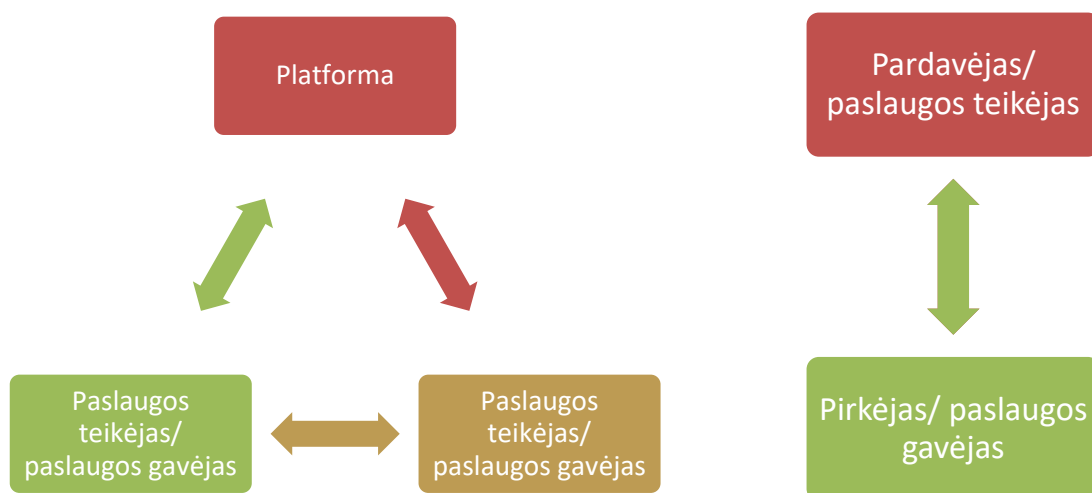 Platforma
Paslaugos
teikėjas/
paslaugos gavėjas
Paslaugos
teikėjas/
paslaugos gavėjas
Pardavėjas/
paslaugos teikėjas
Pirkėjas/ paslaugos
gavėjas